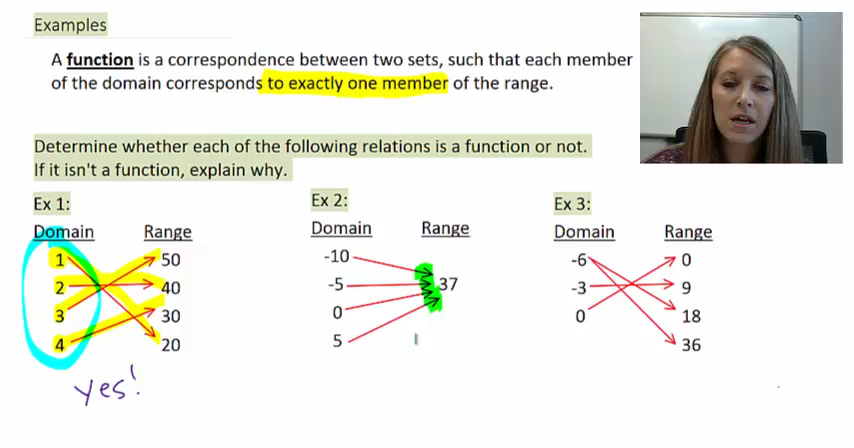 Examples
A function is a correspondence between two sets, such that each member
of the domain corresponds to exactly one member of the range.
Determine whether each of the following relations is a function or not.
If it isn't a function, explain why.
Ex 1:
Domain Range
1 50
2 40
3 30
4 20
yes!
Ex 2:
Domain Range
-10
-5 37
0
5
Ex 3:
Domain Range
-6 0
-3 9
0 18
36